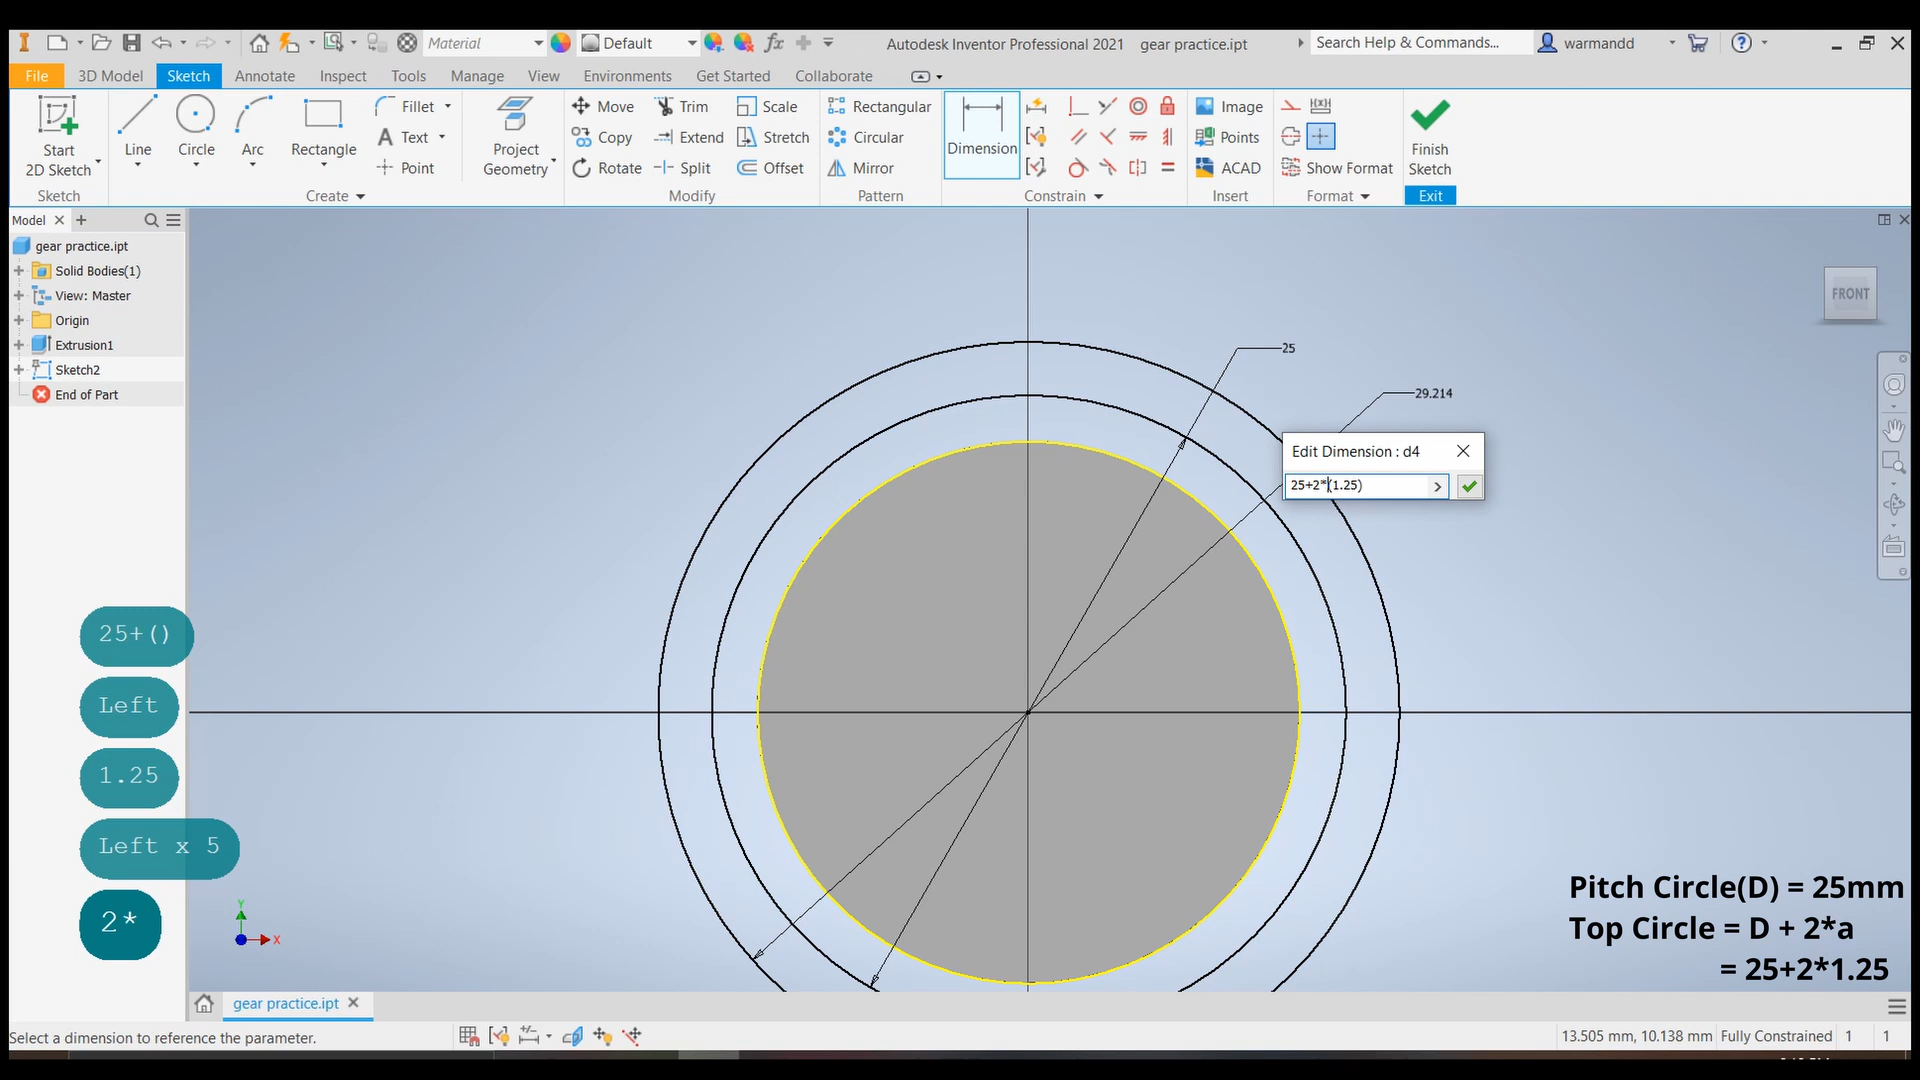 Material
Default
Autodesk Inventor Professional 2021 gear practice.ipt
Search Help & Commands...
warmandd
File 3D Model Sketch Annotate Inspect Tools Manage View Environments Get Started Collaborate
Start
2D Sketch
Sketch
Line
Circle
Arc
Rectangle
Fillet
Text
Point
Create
Project
Geometry
Move
Copy
Rotate
Trim
Extend
Split
Scale
Stretch
Offset
Modify
Rectangular
Circular
Mirror
Pattern
Dimension
Constrain
Image
Points
ACAD
Insert
Show Format
Format
Finish
Sketch
Exit
Model
gear practice.ipt
Solid Bodies(1)
View: Master
Origin
Extrusion1
Sketch2
End of Part
FRONT
25
29.214
Edit Dimension : d4
25+2*(1.25)
25+()
Left
1.25
Left x 5
2*
Y
X
Pitch Circle(D) = 25mm
Top Circle = D + 2*a
= 25+2*1.25
gear practice.ipt
Select a dimension to reference the parameter.
13.505 mm, 10.138 mm Fully Constrained 1 1